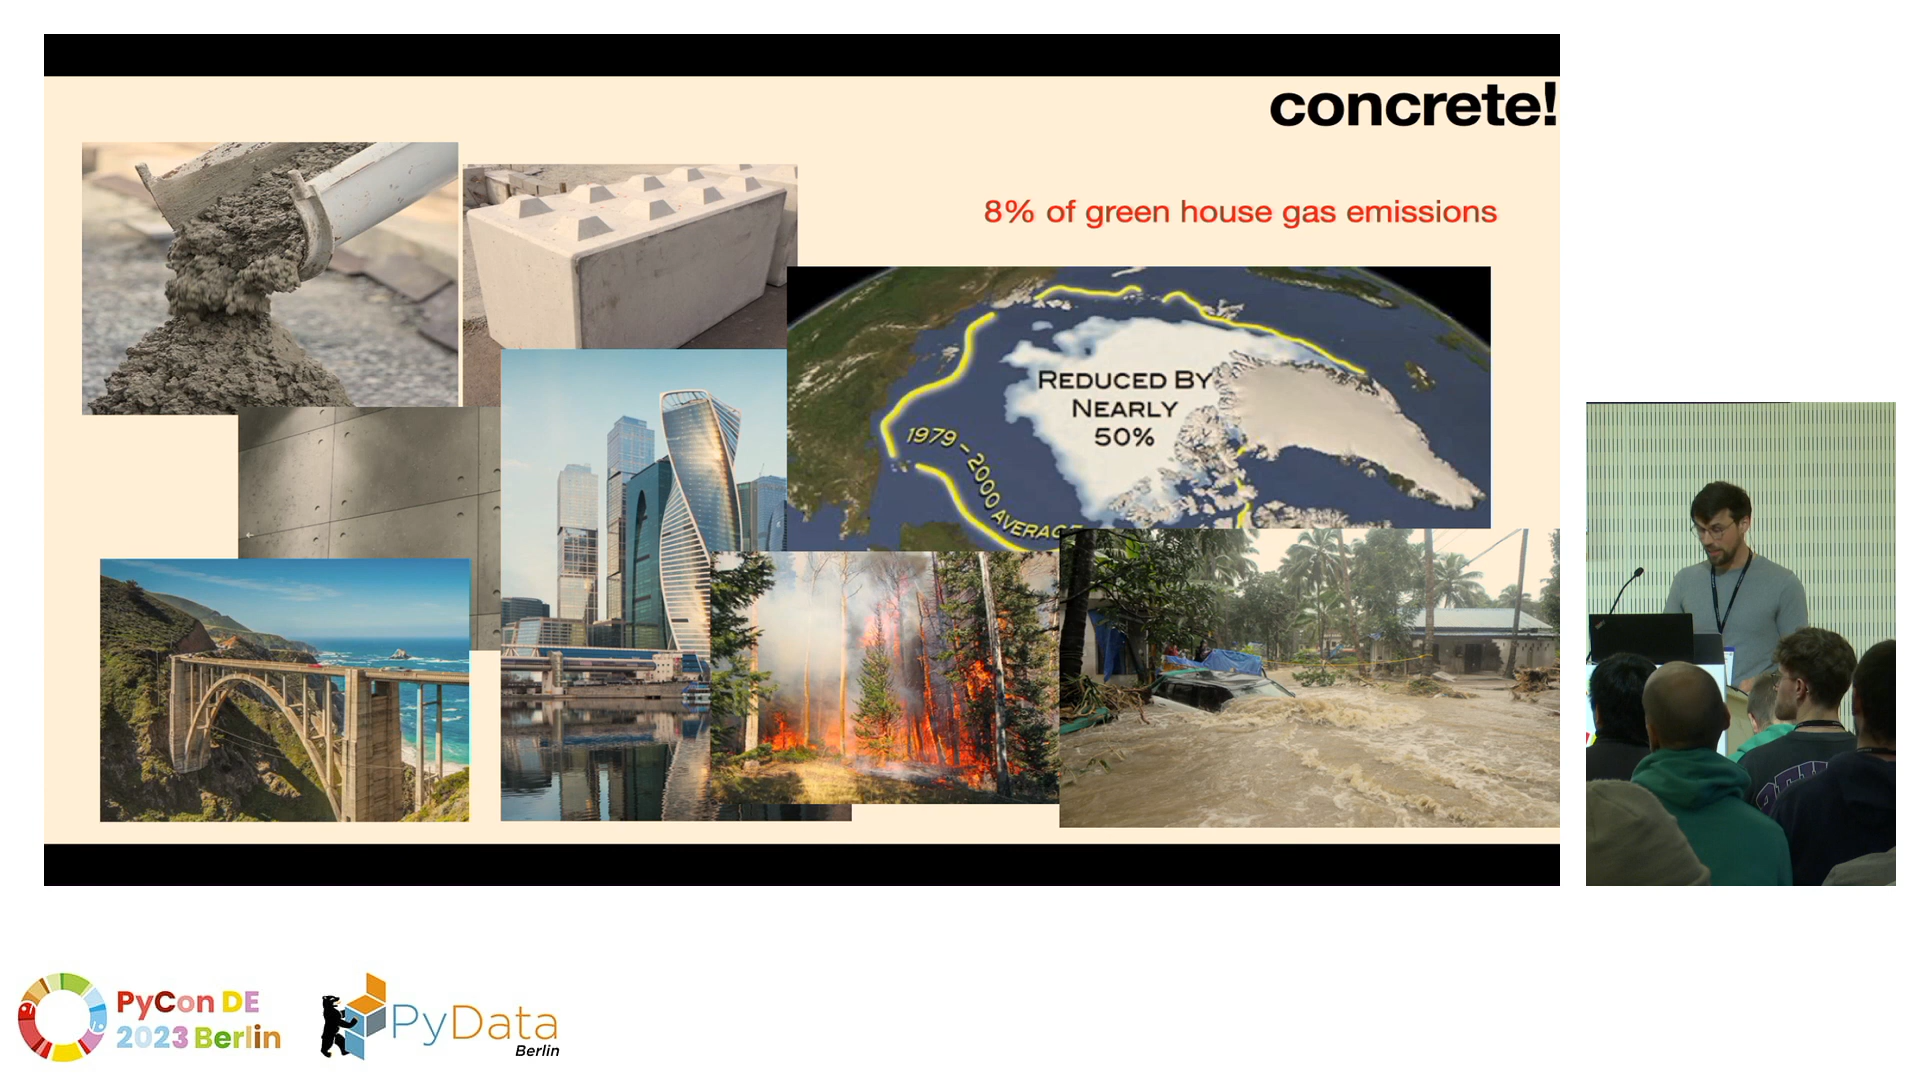 concrete!
8% of green house gas emissions
REDUCED BY
NEARLY
50%
1979 – 2000 AVERAGE
PyCon DE
2023 Berlin
PyData
Berlin